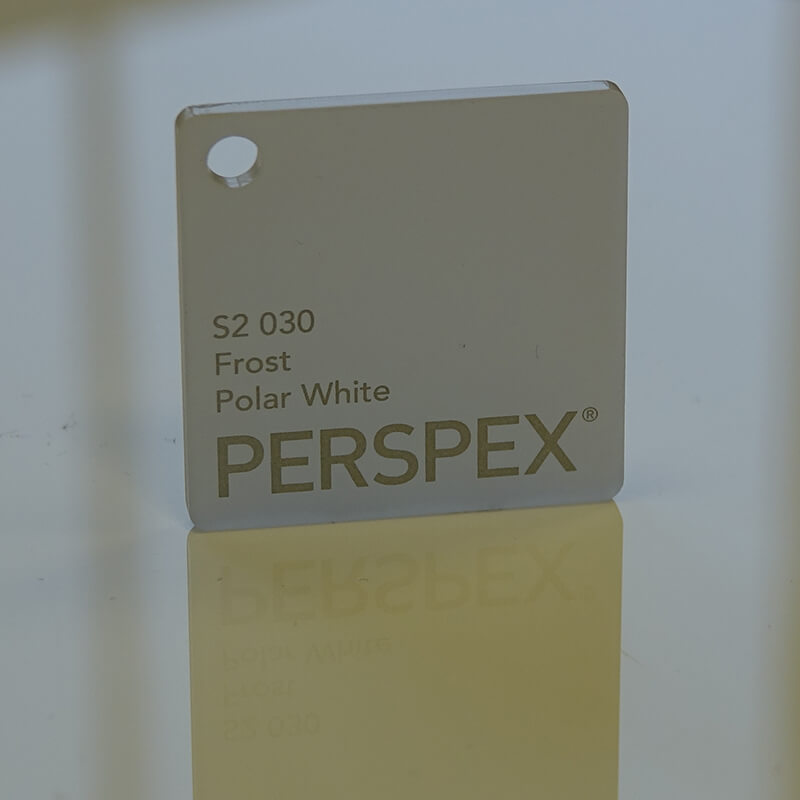 S2 030
Frost
Polar White
PERSPEX®